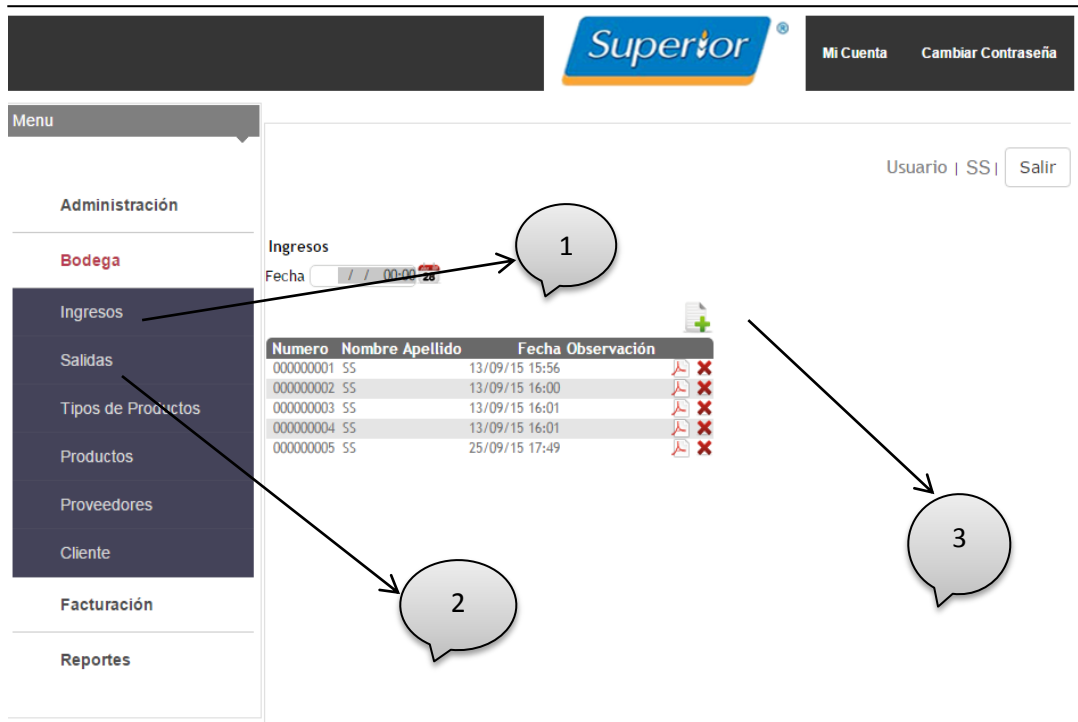 Superior ®
Mi Cuenta Cambiar Contraseña
Menu
Usuario | SS | Salir
Administración
Bodega
Ingresos
Salidas
Tipos de Productos
Productos
Proveedores
Cliente
Facturación
Reportes
Ingresos
Fecha / / 00:00 28
1
Numero Nombre Apellido Fecha Observación
000000001 SS 13/09/15 15:56
000000002 SS 13/09/15 16:00
000000003 SS 13/09/15 16:01
000000004 SS 13/09/15 16:01
000000005 SS 25/09/15 17:49
3
2